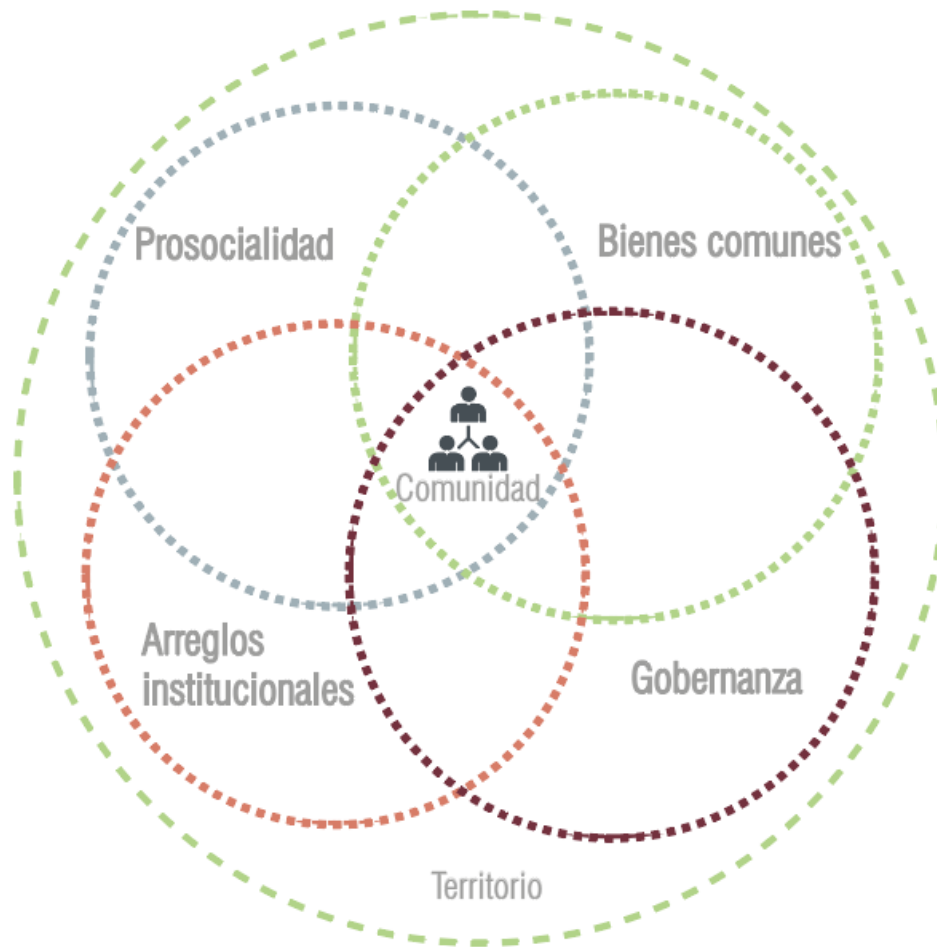 Prosocialidad
Bienes comunes
Comunidad
Arreglos
institucionales
Gobernanza
Territorio